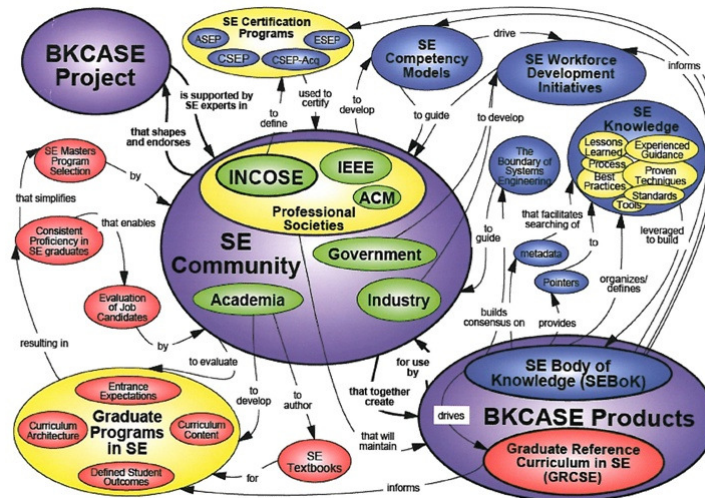 BKCASE
Project
SE Certification
Programs
ASEP
ESEP
CSEP
CSEP-Acq
SE
Competency
Models
drive
SE Workforce
Development
Initiatives
informs
is supported by
SE experts in
used to
certify
to
develop
to guide
to develop
that shapes
and endorses
to
define
SE
Knowledge
Lessons
Learned
Experienced
Guidance
Process
Best
Practices
Proven
Techniques
Standards
Tools
SE Masters
Program
Selection
by
that simplifies
INCOSE
IEEE
ACM
Professional
Societies
The
Boundary
of Systems
Engineering
Consistent
Proficiency in
SE graduates
that enables
SE
Community
Government
Academia
Industry
to
guide
that facilitates
searching of
metadata
to
Pointers
leveraged
to build
organizes/
defines
Evaluation
of Job
Candidates
by
resulting in
to evaluate
builds
consensus on
provides
for use
by
that together
create
SE Body of
Knowledge (SEBoK)
Entrance
Expectations
Graduate
Programs
in SE
Curriculum
Architecture
Curriculum
Content
Defined Student
Outcomes
to
develop
to
author
drives
BKCASE Products
that will
maintain
SE
Textbooks
for
Graduate Reference
Curriculum in SE
(GRCSE)
informs